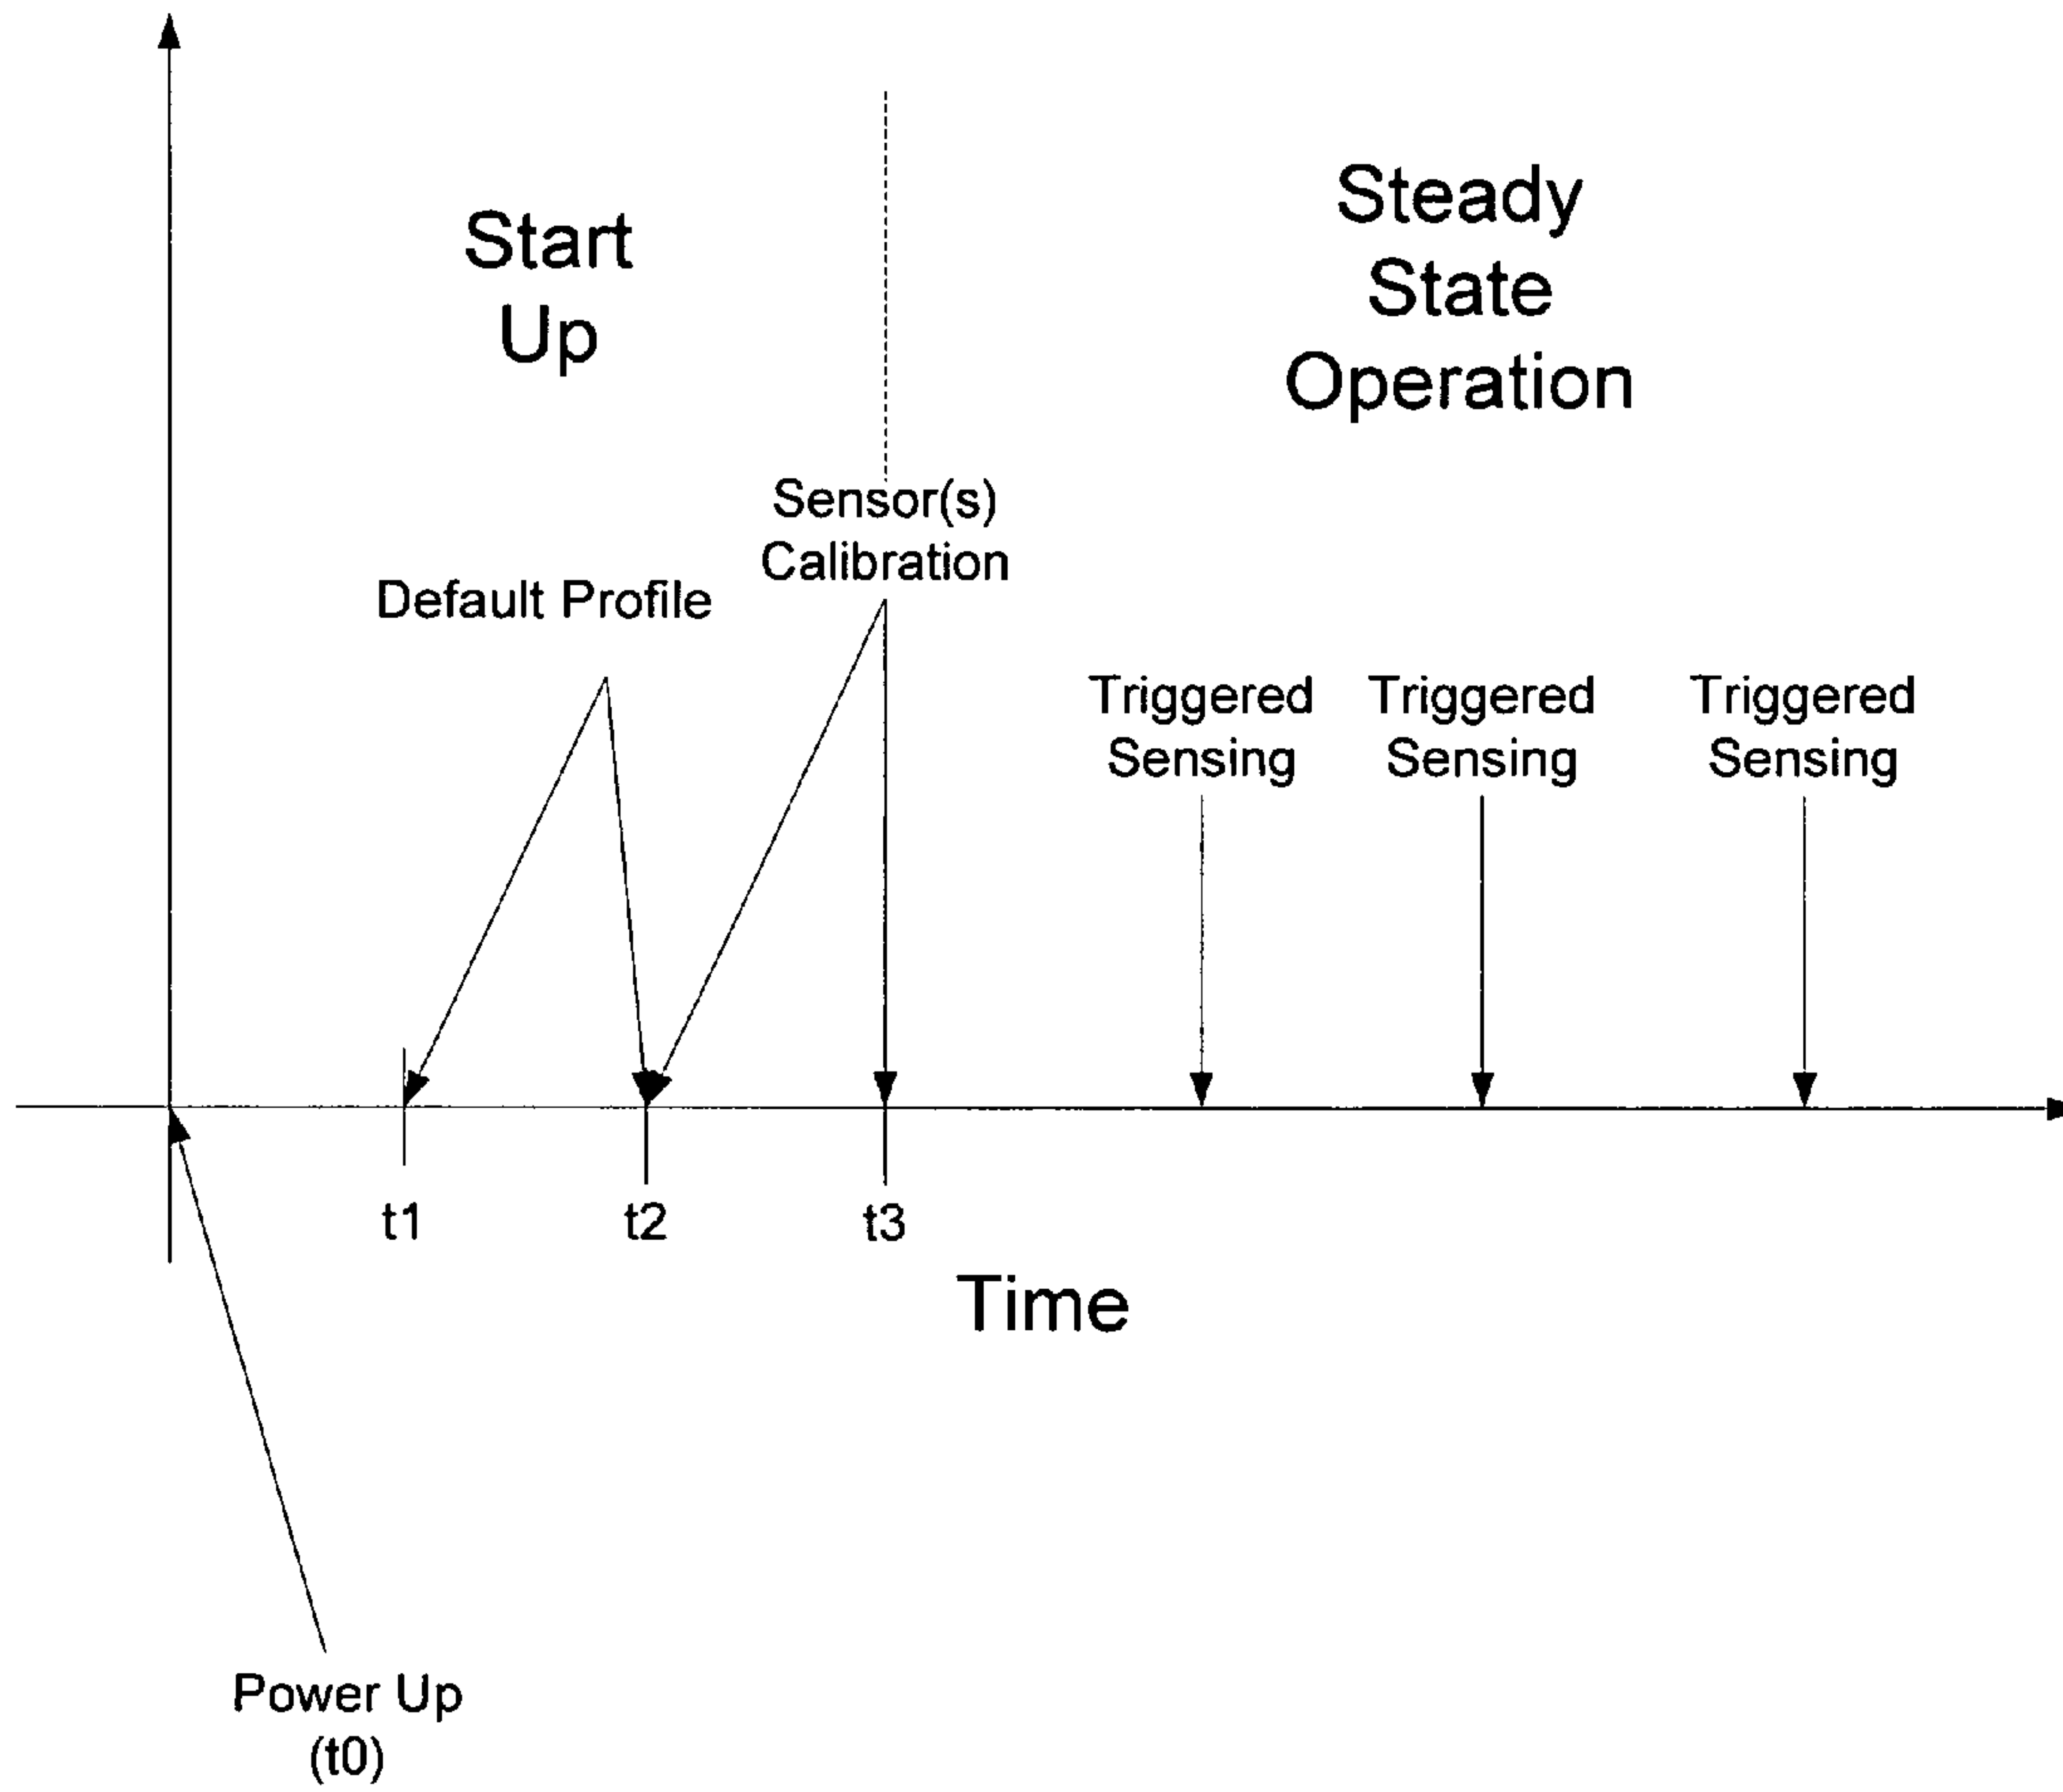 Start
Up
Steady
State
Operation
Sensor(s)
Calibration
Default Profile
Triggered
Sensing
Triggered
Sensing
Triggered
Sensing
t1
t2
t3
Time
Power Up
(t0)